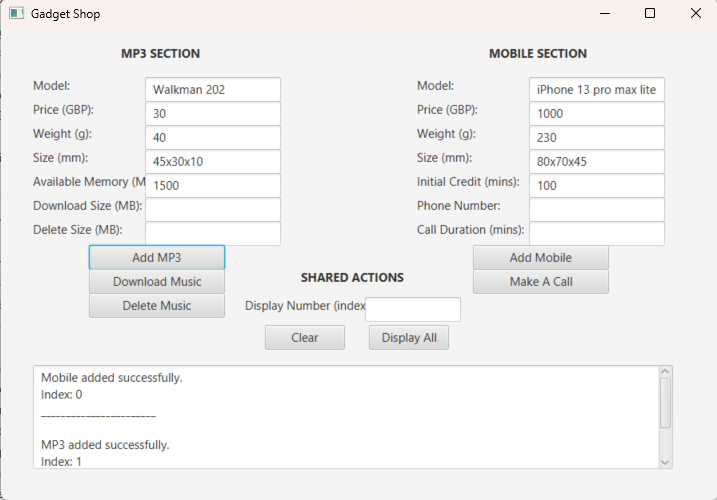 Gadget Shop
MP3 SECTION
Model: Walkman 202
Price (GBP): 30
Weight (g): 40
Size (mm): 45x30x10
Available Memory (M 1500
Download Size (MB):
Delete Size (MB):
Add MP3
Download Music
Delete Music
MOBILE SECTION
Model: iPhone 13 pro max lite
Price (GBP): 1000
Weight (g): 230
Size (mm): 80x70x45
Initial Credit (mins): 100
Phone Number:
Call Duration (mins):
Add Mobile
Make A Call
SHARED ACTIONS
Display Number (index
Clear Display All
Mobile added successfully.
Index: 0
------------------------------
MP3 added successfully.
Index: 1